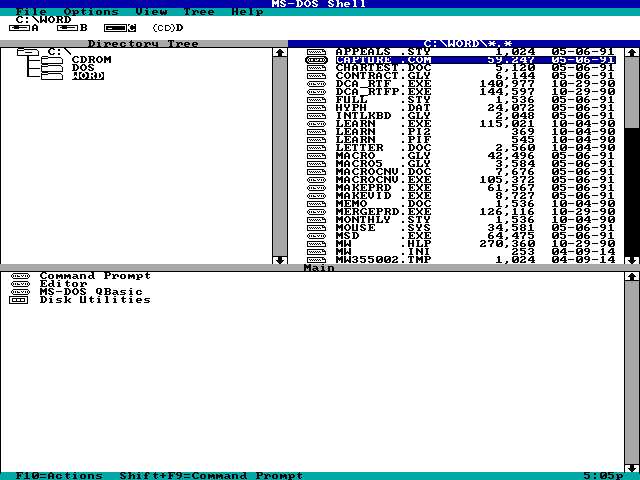 MS-DOS Shell
File Options View Tree Help
C:\WORD
A B C (CD)D
Directory Tree
C:\
CDROM
DOS
WORD
C:\WORD\*.*
APPEALS .STY 1,024 05-06-91
CAPTURE .COM 59,247 05-06-91
CHARTEST.DOC 5,120 05-06-91
CONTRACT.GLY 6,144 05-06-91
DCA_RTF .EXE 140,977 10-29-90
DCA_RTFP.EXE 144,597 10-29-90
FULL .STY 1,536 05-06-91
HYPH .DAT 24,072 05-06-91
INTLKBD .GLY 2,048 05-06-91
LEARN .EXE 115,021 10-04-90
LEARN .PI2 369 10-04-90
LEARN .PIF 545 10-04-90
LETTER .DOC 2,560 10-04-90
MACRO .GLY 42,496 05-06-91
MACRO5 .GLY 3,584 05-06-91
MACROCNV.DOC 7,676 05-06-91
MACROCNV.EXE 105,372 05-06-91
MAKEPRD .EXE 61,567 05-06-91
MAKEVID .EXE 8,727 05-06-91
MEMO .DOC 1,536 10-04-90
MERGEPRD.EXE 126,116 10-29-90
MONTHLY .STY 1,536 10-04-90
MOUSE .SYS 34,581 05-06-91
MSD .EXE 64,475 05-06-91
MW .HLP 270,360 10-29-90
MW .INI 253 04-09-14
MW355002.TMP 1,024 04-09-14
Main
Command Prompt
Editor
MS-DOS QBasic
Disk Utilities
F10=Actions Shift+F9=Command Prompt 5:05p